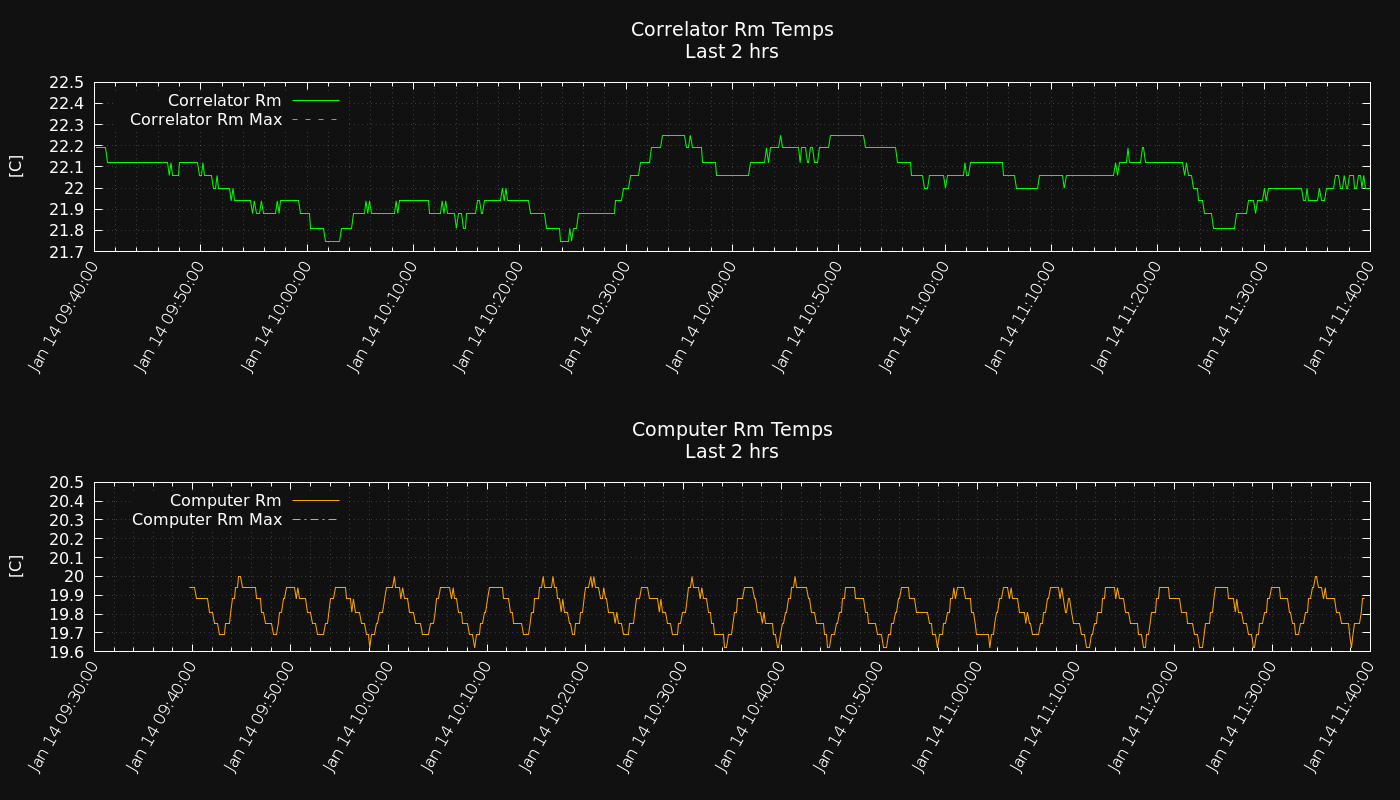 Correlator Rm Temps
Last 2 hrs
22.5
22.4
22.3
22.2
22.1
22
21.9
21.8
21.7
[C]
Correlator Rm
Correlator Rm Max
Jan 14 09:40:00
Jan 14 09:50:00
Jan 14 10:00:00
Jan 14 10:10:00
Jan 14 10:20:00
Jan 14 10:30:00
Jan 14 10:40:00
Jan 14 10:50:00
Jan 14 11:00:00
Jan 14 11:10:00
Jan 14 11:20:00
Jan 14 11:30:00
Jan 14 11:40:00
Computer Rm Temps
Last 2 hrs
20.5
20.4
20.3
20.2
20.1
20
19.9
19.8
19.7
19.6
[C]
Computer Rm
Computer Rm Max
Jan 14 09:30:00
Jan 14 09:40:00
Jan 14 09:50:00
Jan 14 10:00:00
Jan 14 10:10:00
Jan 14 10:20:00
Jan 14 10:30:00
Jan 14 10:40:00
Jan 14 10:50:00
Jan 14 11:00:00
Jan 14 11:10:00
Jan 14 11:20:00
Jan 14 11:30:00
Jan 14 11:40:00